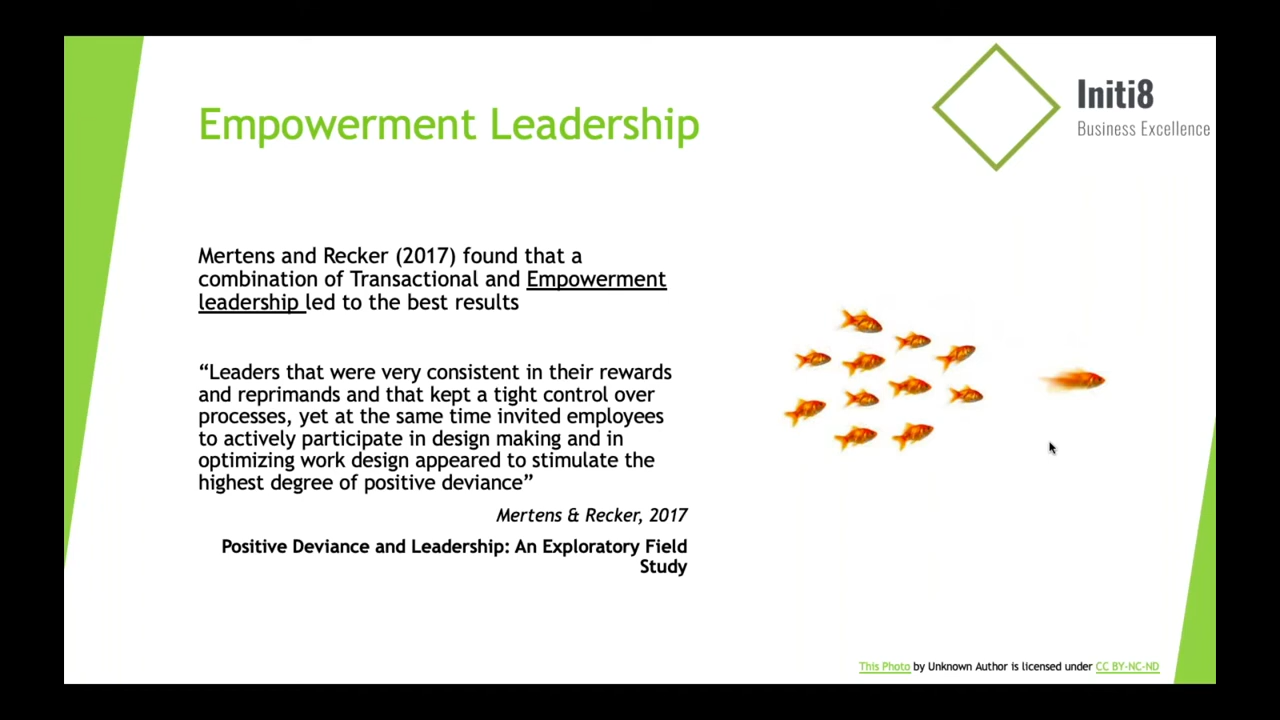 Empowerment Leadership
Initi8
Business Excellence
Mertens and Recker (2017) found that a
combination of Transactional and Empowerment
leadership led to the best results
“Leaders that were very consistent in their rewards
and reprimands and that kept a tight control over
processes, yet at the same time invited employees
to actively participate in design making and in
optimizing work design appeared to stimulate the
highest degree of positive deviance”
Mertens & Recker, 2017
Positive Deviance and Leadership: An Exploratory Field
Study
This Photo by Unknown Author is licensed under CC BY-NC-ND